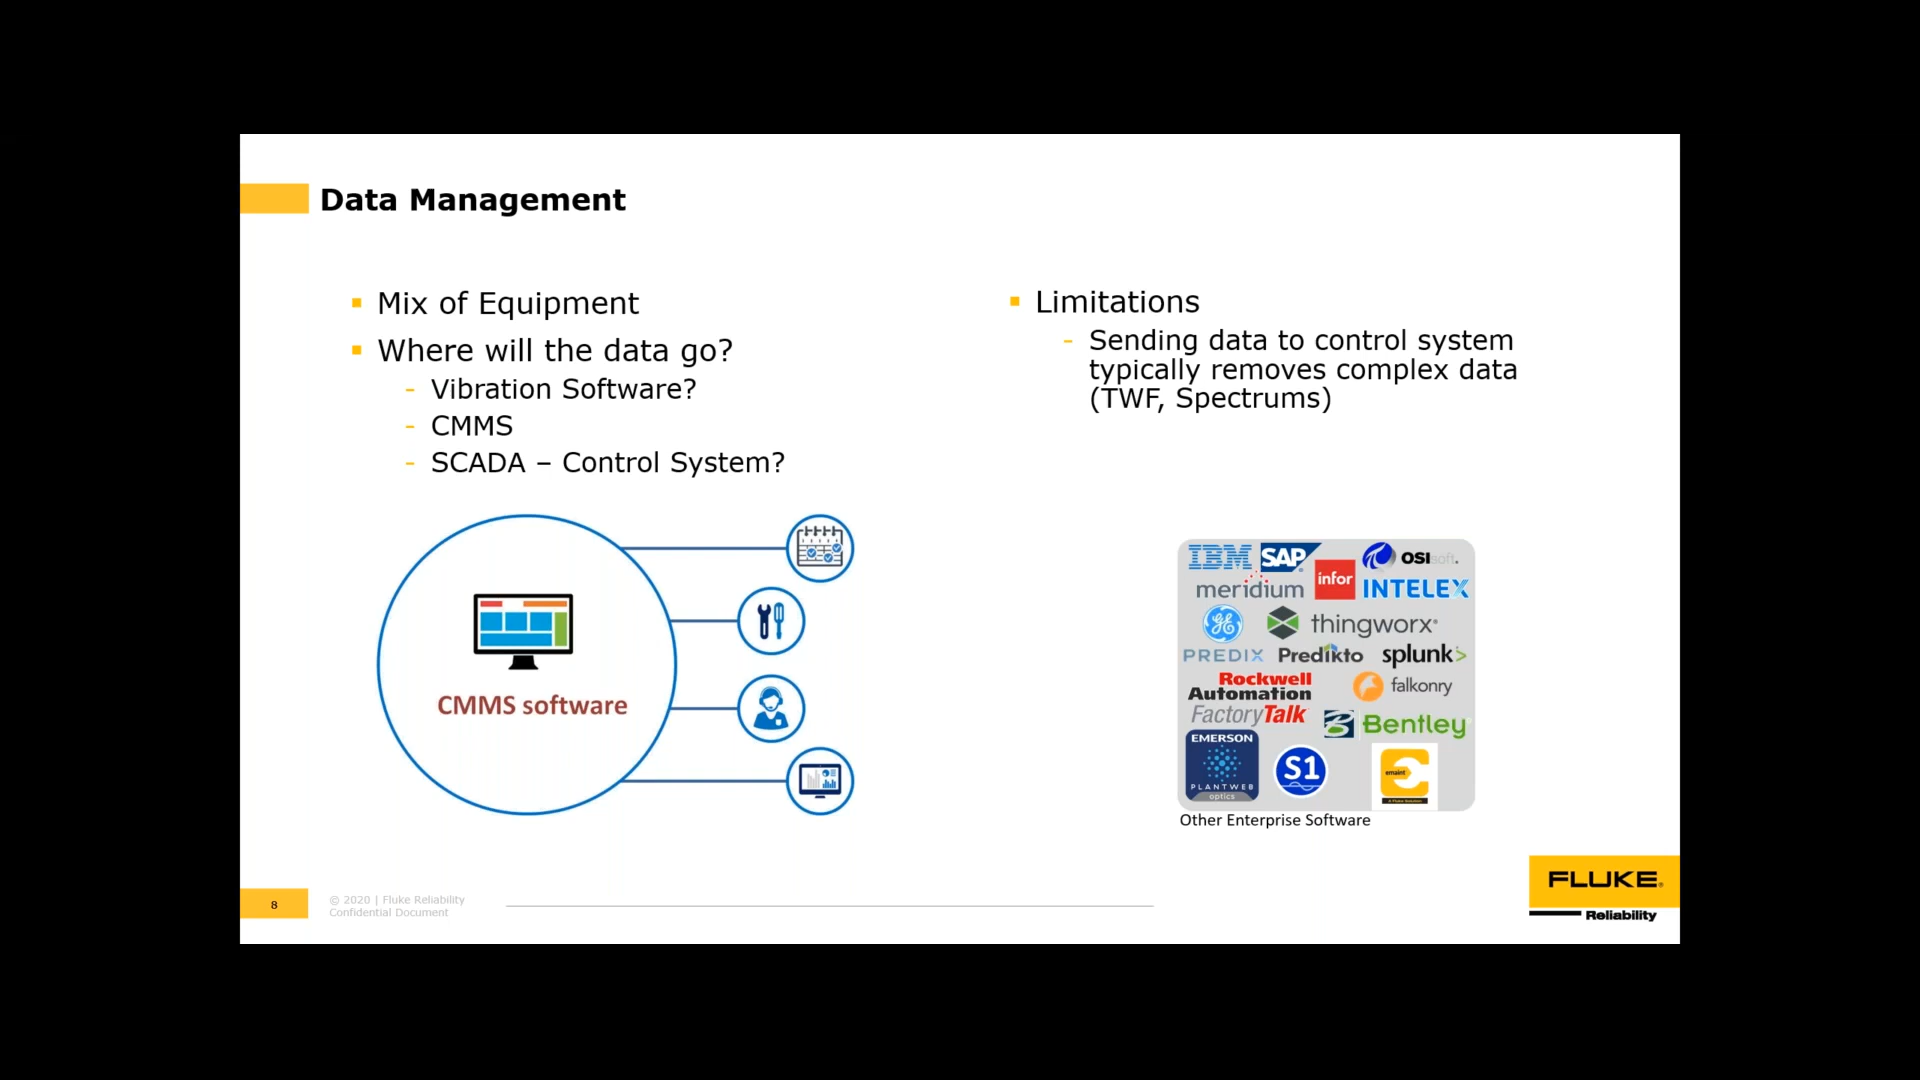 Data Management
Mix of Equipment
Where will the data go?
- Vibration Software?
- CMMS
- SCADA – Control System?
CMMS software
Limitations
- Sending data to control system
typically removes complex data
(TWF, Spectrums)
IBM SAP OSIsoft.
meridium infor INTELEX
GE thingworx
PREDIX Predikto splunk>
Rockwell
Automation falkonry
FactoryTalk B Bentley
EMERSON
PLANTWEB
optics
S1
emaint
A Fluke Solution
Other Enterprise Software
8
© 2020 | Fluke Reliability
Confidential Document
FLUKE®
Reliability